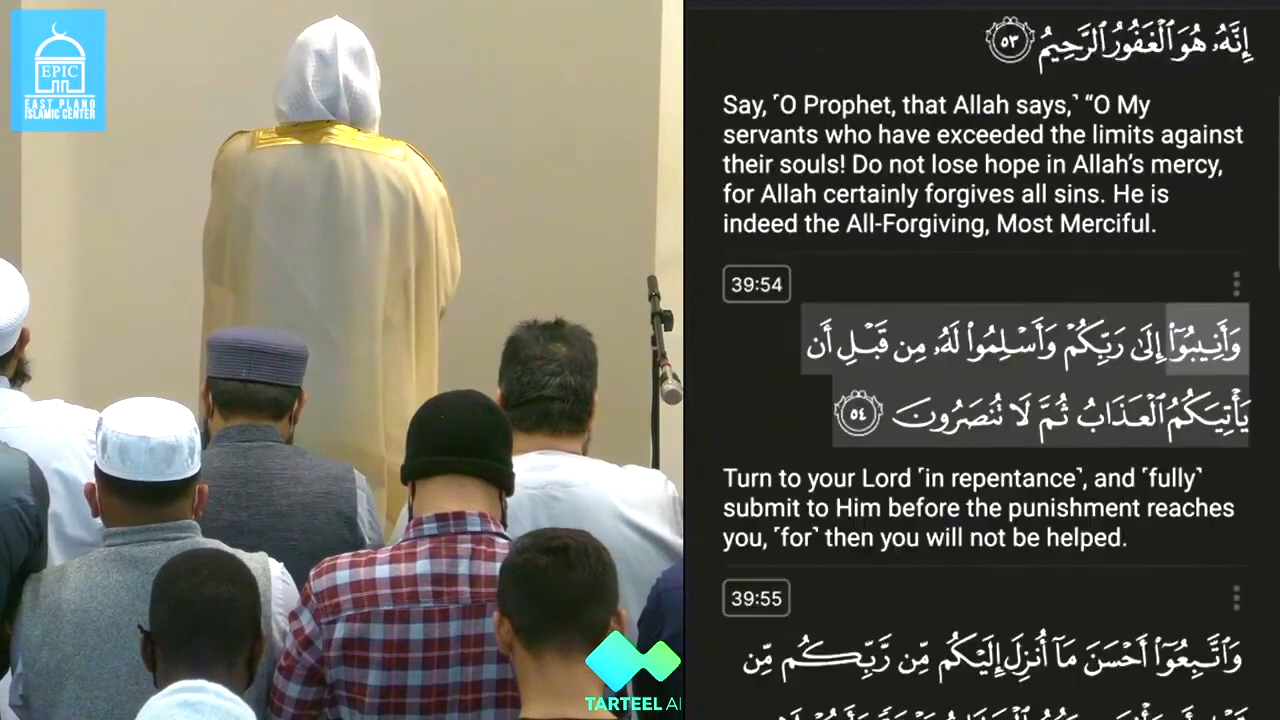 EPIC
EAST PLANO
ISLAMIC CENTER
إِنَّهُۥ هُوَ ٱلْغَفُورُ ٱلرَّحِيمُ ٥٣
Say, ˹O Prophet, that Allah says,˺ “O My
servants who have exceeded the limits against
their souls! Do not lose hope in Allah’s mercy,
for Allah certainly forgives all sins. He is
indeed the All-Forgiving, Most Merciful.
39:54
وَأَنِيبُوٓا۟ إِلَىٰ رَبِّكُمْ وَأَسْلِمُوا۟ لَهُۥ مِن قَبْلِ أَن
يَأْتِيَكُمُ ٱلْعَذَابُ ثُمَّ لَا تُنصَرُونَ ٥٤
Turn to your Lord ˹in repentance˺, and ˹fully˺
submit to Him before the punishment reaches
you, ˹for˺ then you will not be helped.
39:55
وَٱتَّبِعُوٓا۟ أَحْسَنَ مَآ أُنزِلَ إِلَيْكُم مِّن رَّبِّكُم مِّن
TARTEEL AI